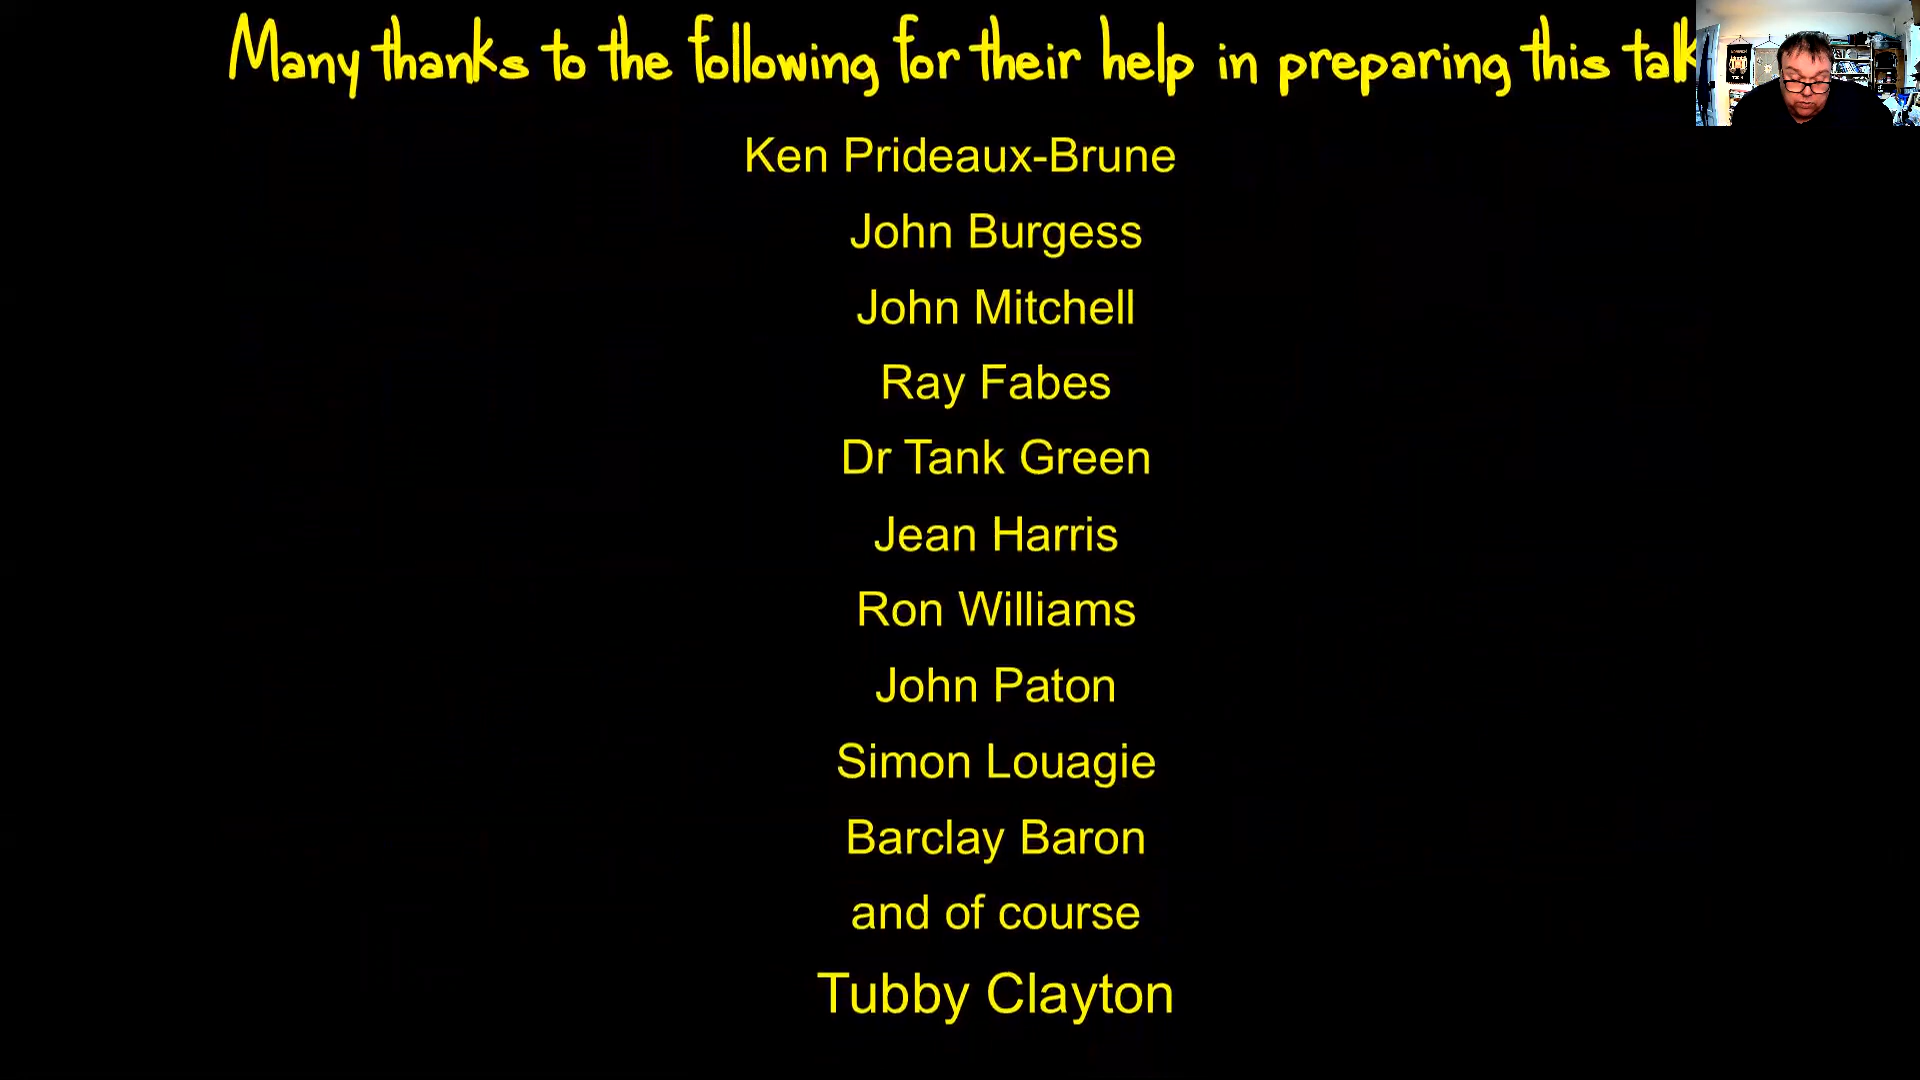 Many thanks to the following for their help in preparing this talk
Ken Prideaux-Brune
John Burgess
John Mitchell
Ray Fabes
Dr Tank Green
Jean Harris
Ron Williams
John Paton
Simon Louagie
Barclay Baron
and of course
Tubby Clayton